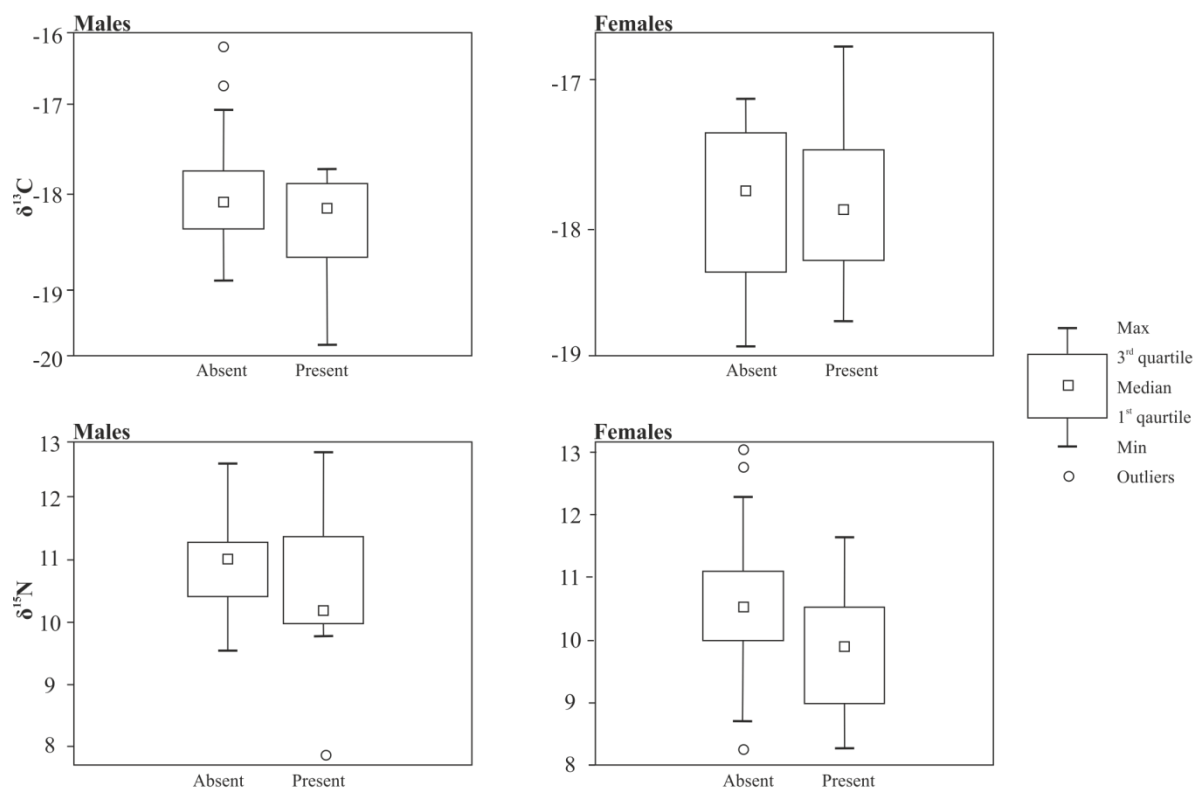 Males
-16
-17
-18
-19
-20
δ¹³C
Absent Present
Females
-17
-18
-19
Absent Present
Max
3rd quartile
Median
1st qaurtile
Min
Outliers
Males
13
12
11
10
9
8
δ¹⁵N
Absent Present
Females
13
12
11
10
9
8
Absent Present